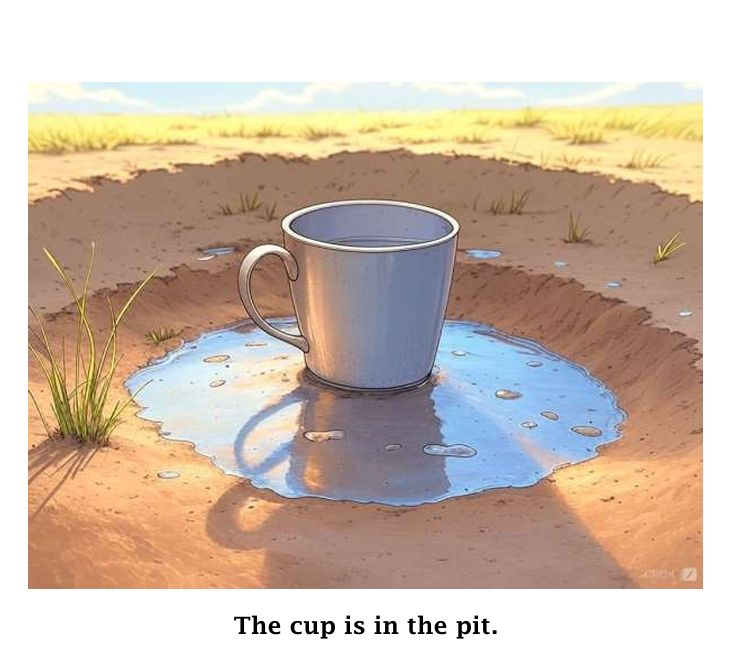 The cup is in the pit.